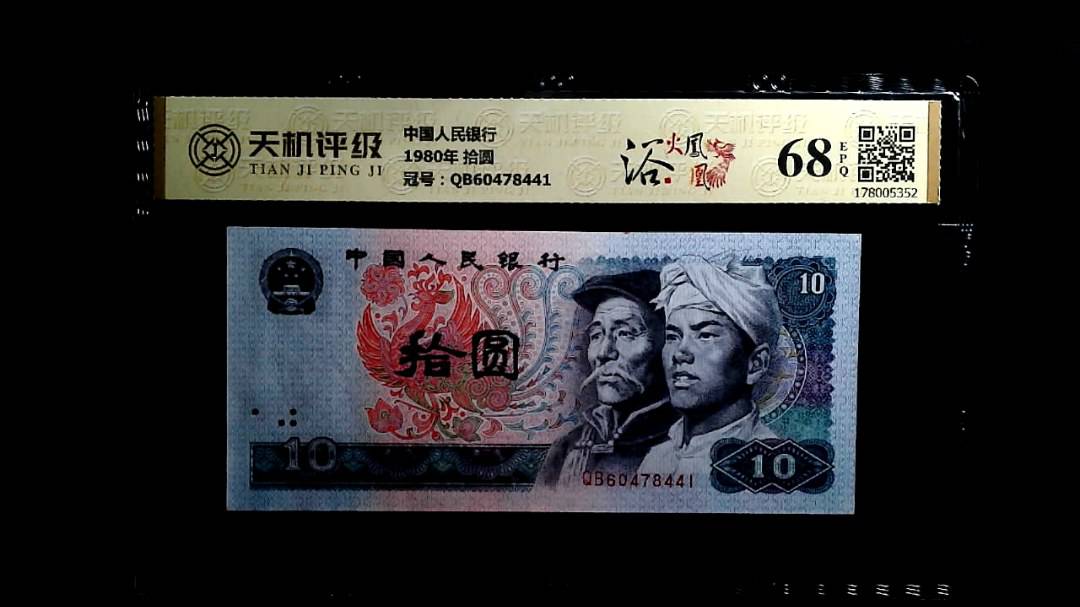 天机评级
TIAN JI PING JI
中国人民银行
1980年 拾圆
冠号：QB60478441
浴火凤凰
68
EPQ
178005352
中国人民银行
10
拾圆
10
QB60478441
10